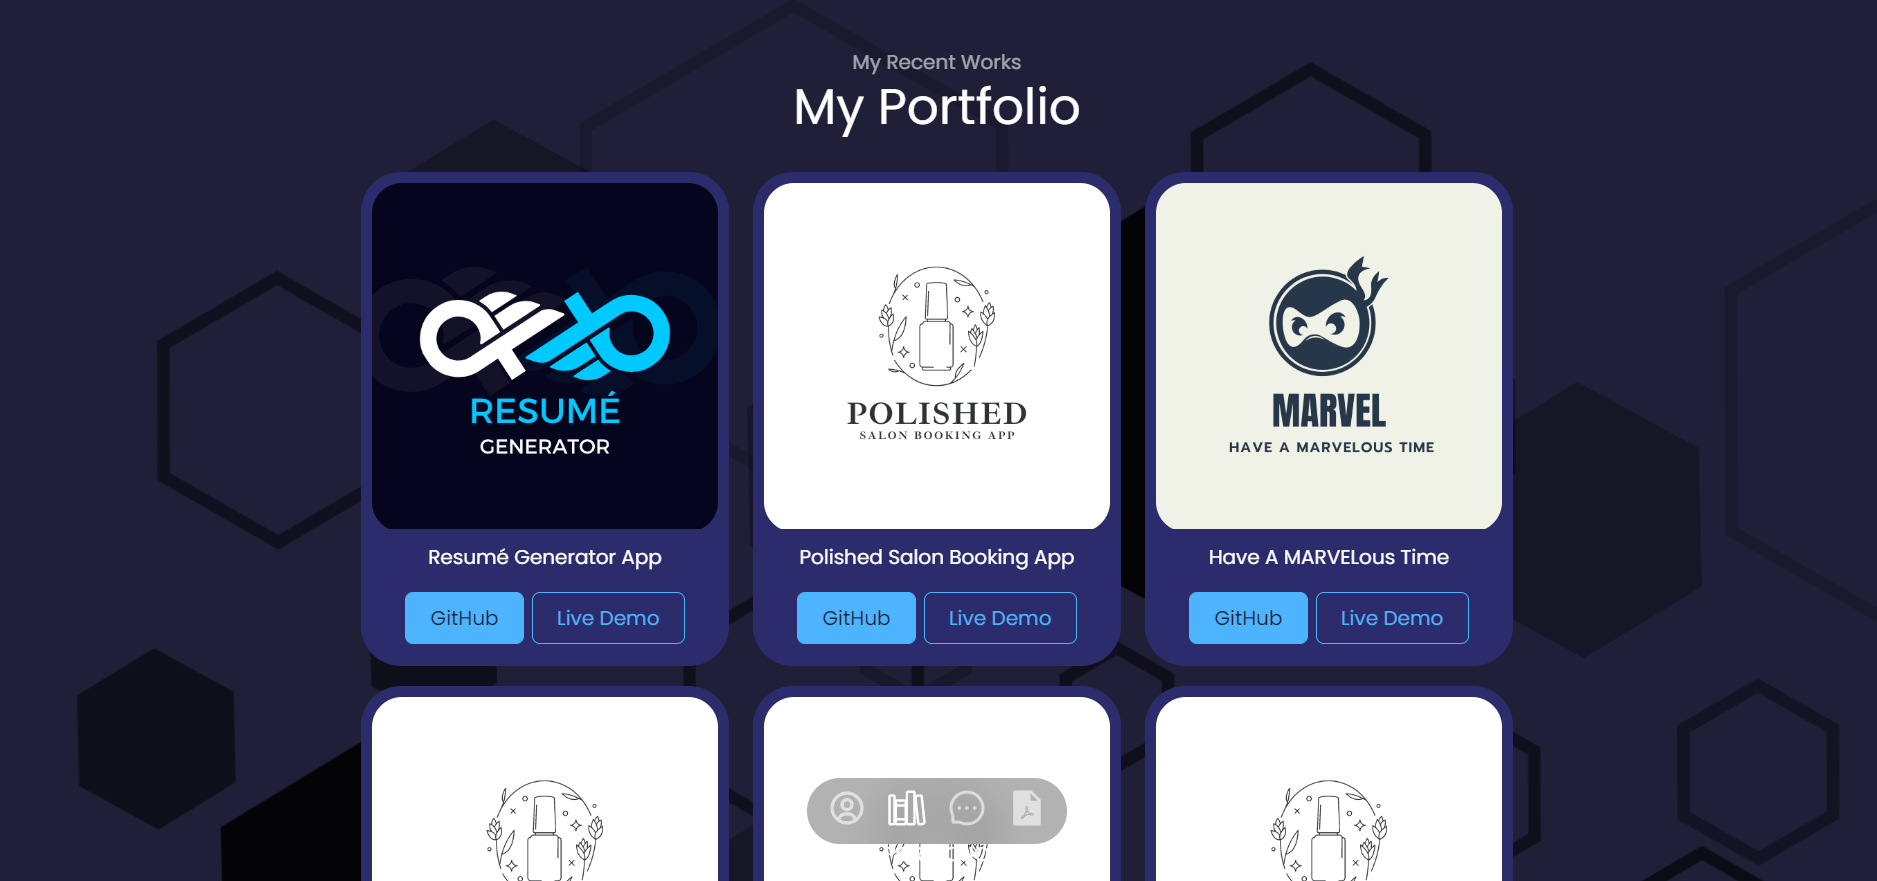 My Recent Works
My Portfolio
RESUMÉ
GENERATOR
POLISHED
SALON BOOKING APP
MARVEL
HAVE A MARVELOUS TIME
Resumé Generator App
Polished Salon Booking App
Have A MARVELous Time
GitHub
Live Demo
GitHub
Live Demo
GitHub
Live Demo